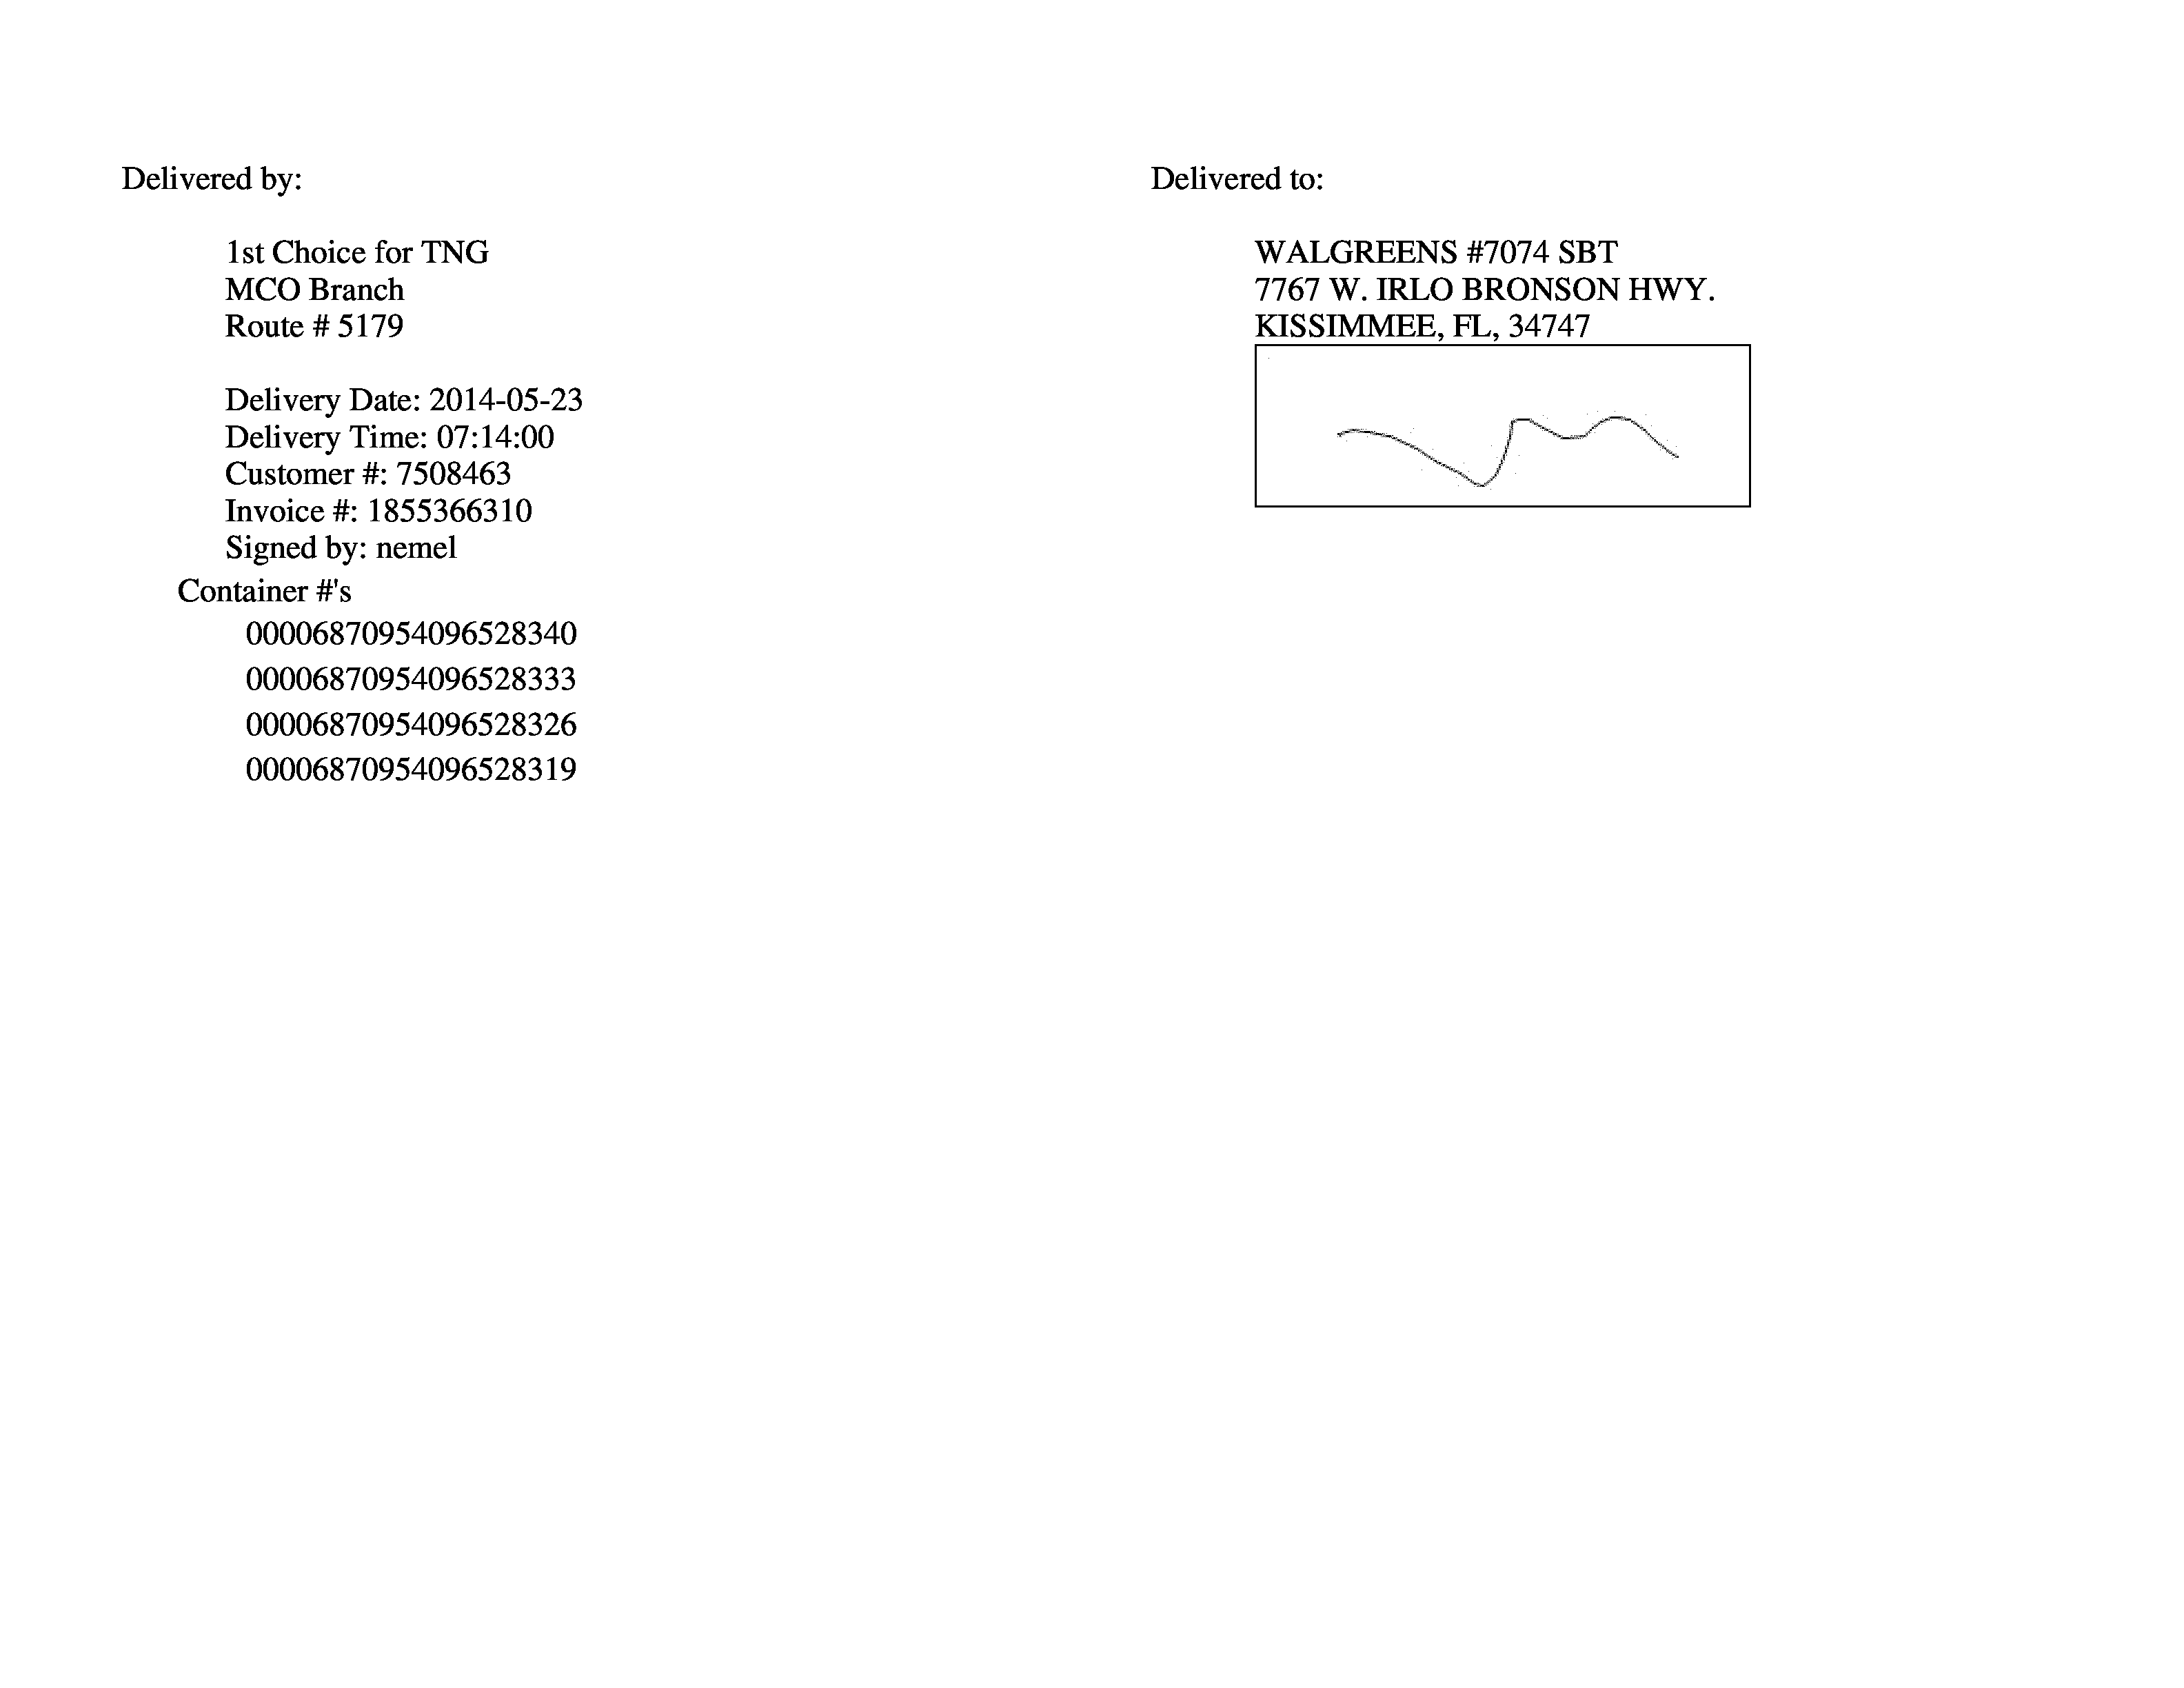 Delivered by:
1st Choice for TNG
MCO Branch
Route # 5179
Delivery Date: 2014-05-23
Delivery Time: 07:14:00
Customer #: 7508463
Invoice #: 1855366310
Signed by: nemel
Container #'s
00006870954096528340
00006870954096528333
00006870954096528326
00006870954096528319
Delivered to:
WALGREENS #7074 SBT
7767 W. IRLO BRONSON HWY.
KISSIMMEE, FL, 34747